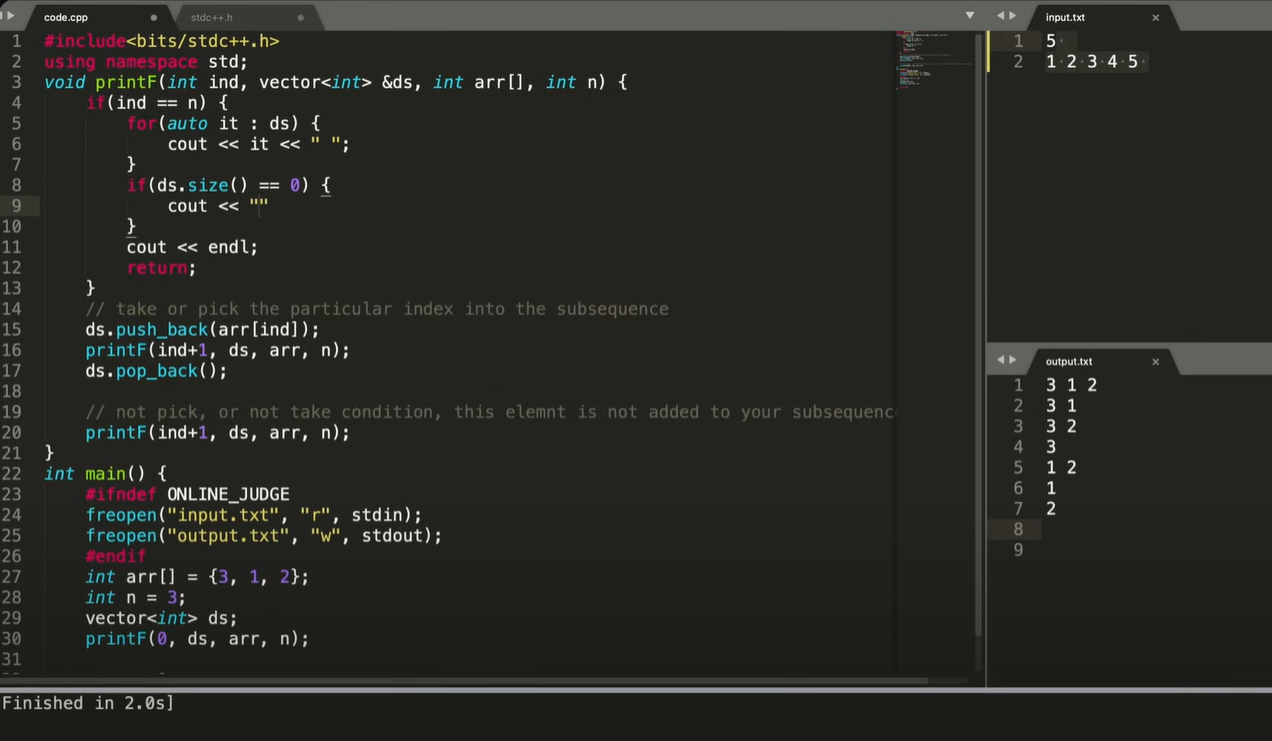 code.cpp
stdc++.h
1 #include<bits/stdc++.h>
2 using namespace std;
3 void printF(int ind, vector<int> &ds, int arr[], int n) {
4     if(ind == n) {
5         for(auto it : ds) {
6             cout << it << " ";
7         }
8         if(ds.size() == 0) {
9             cout << ""
10         }
11         cout << endl;
12         return;
13     }
14     // take or pick the particular index into the subsequence
15     ds.push_back(arr[ind]);
16     printF(ind+1, ds, arr, n);
17     ds.pop_back();
18
19     // not pick, or not take condition, this elemnt is not added to your subsequenc
20     printF(ind+1, ds, arr, n);
21 }
22 int main() {
23     #ifndef ONLINE_JUDGE
24     freopen("input.txt", "r", stdin);
25     freopen("output.txt", "w", stdout);
26     #endif
27     int arr[] = {3, 1, 2};
28     int n = 3;
29     vector<int> ds;
30     printF(0, ds, arr, n);
31
input.txt
1 5
2 1 2 3 4 5
output.txt
1 3 1 2
2 3 1
3 3 2
4 3
5 1 2
6 1
7 2
8
9
Finished in 2.0s]